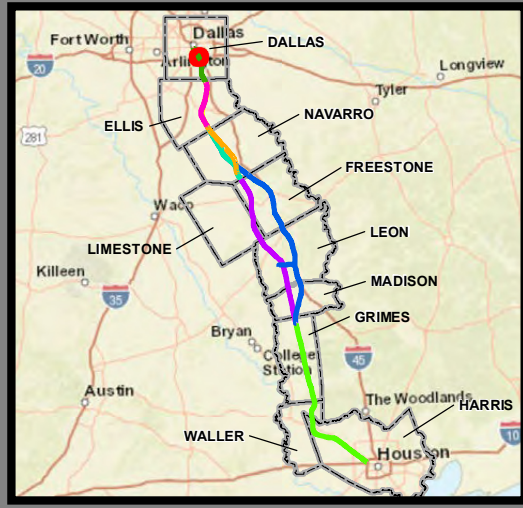 Dallas
DALLAS
Fort Worth
Arlington
20
Longview
Tyler
ELLIS
NAVARRO
281
FREESTONE
Waco
LEON
LIMESTONE
Killeen
MADISON
35
GRIMES
Bryan
College
Station
45
Austin
The Woodlands
HARRIS
WALLER
Houston
10